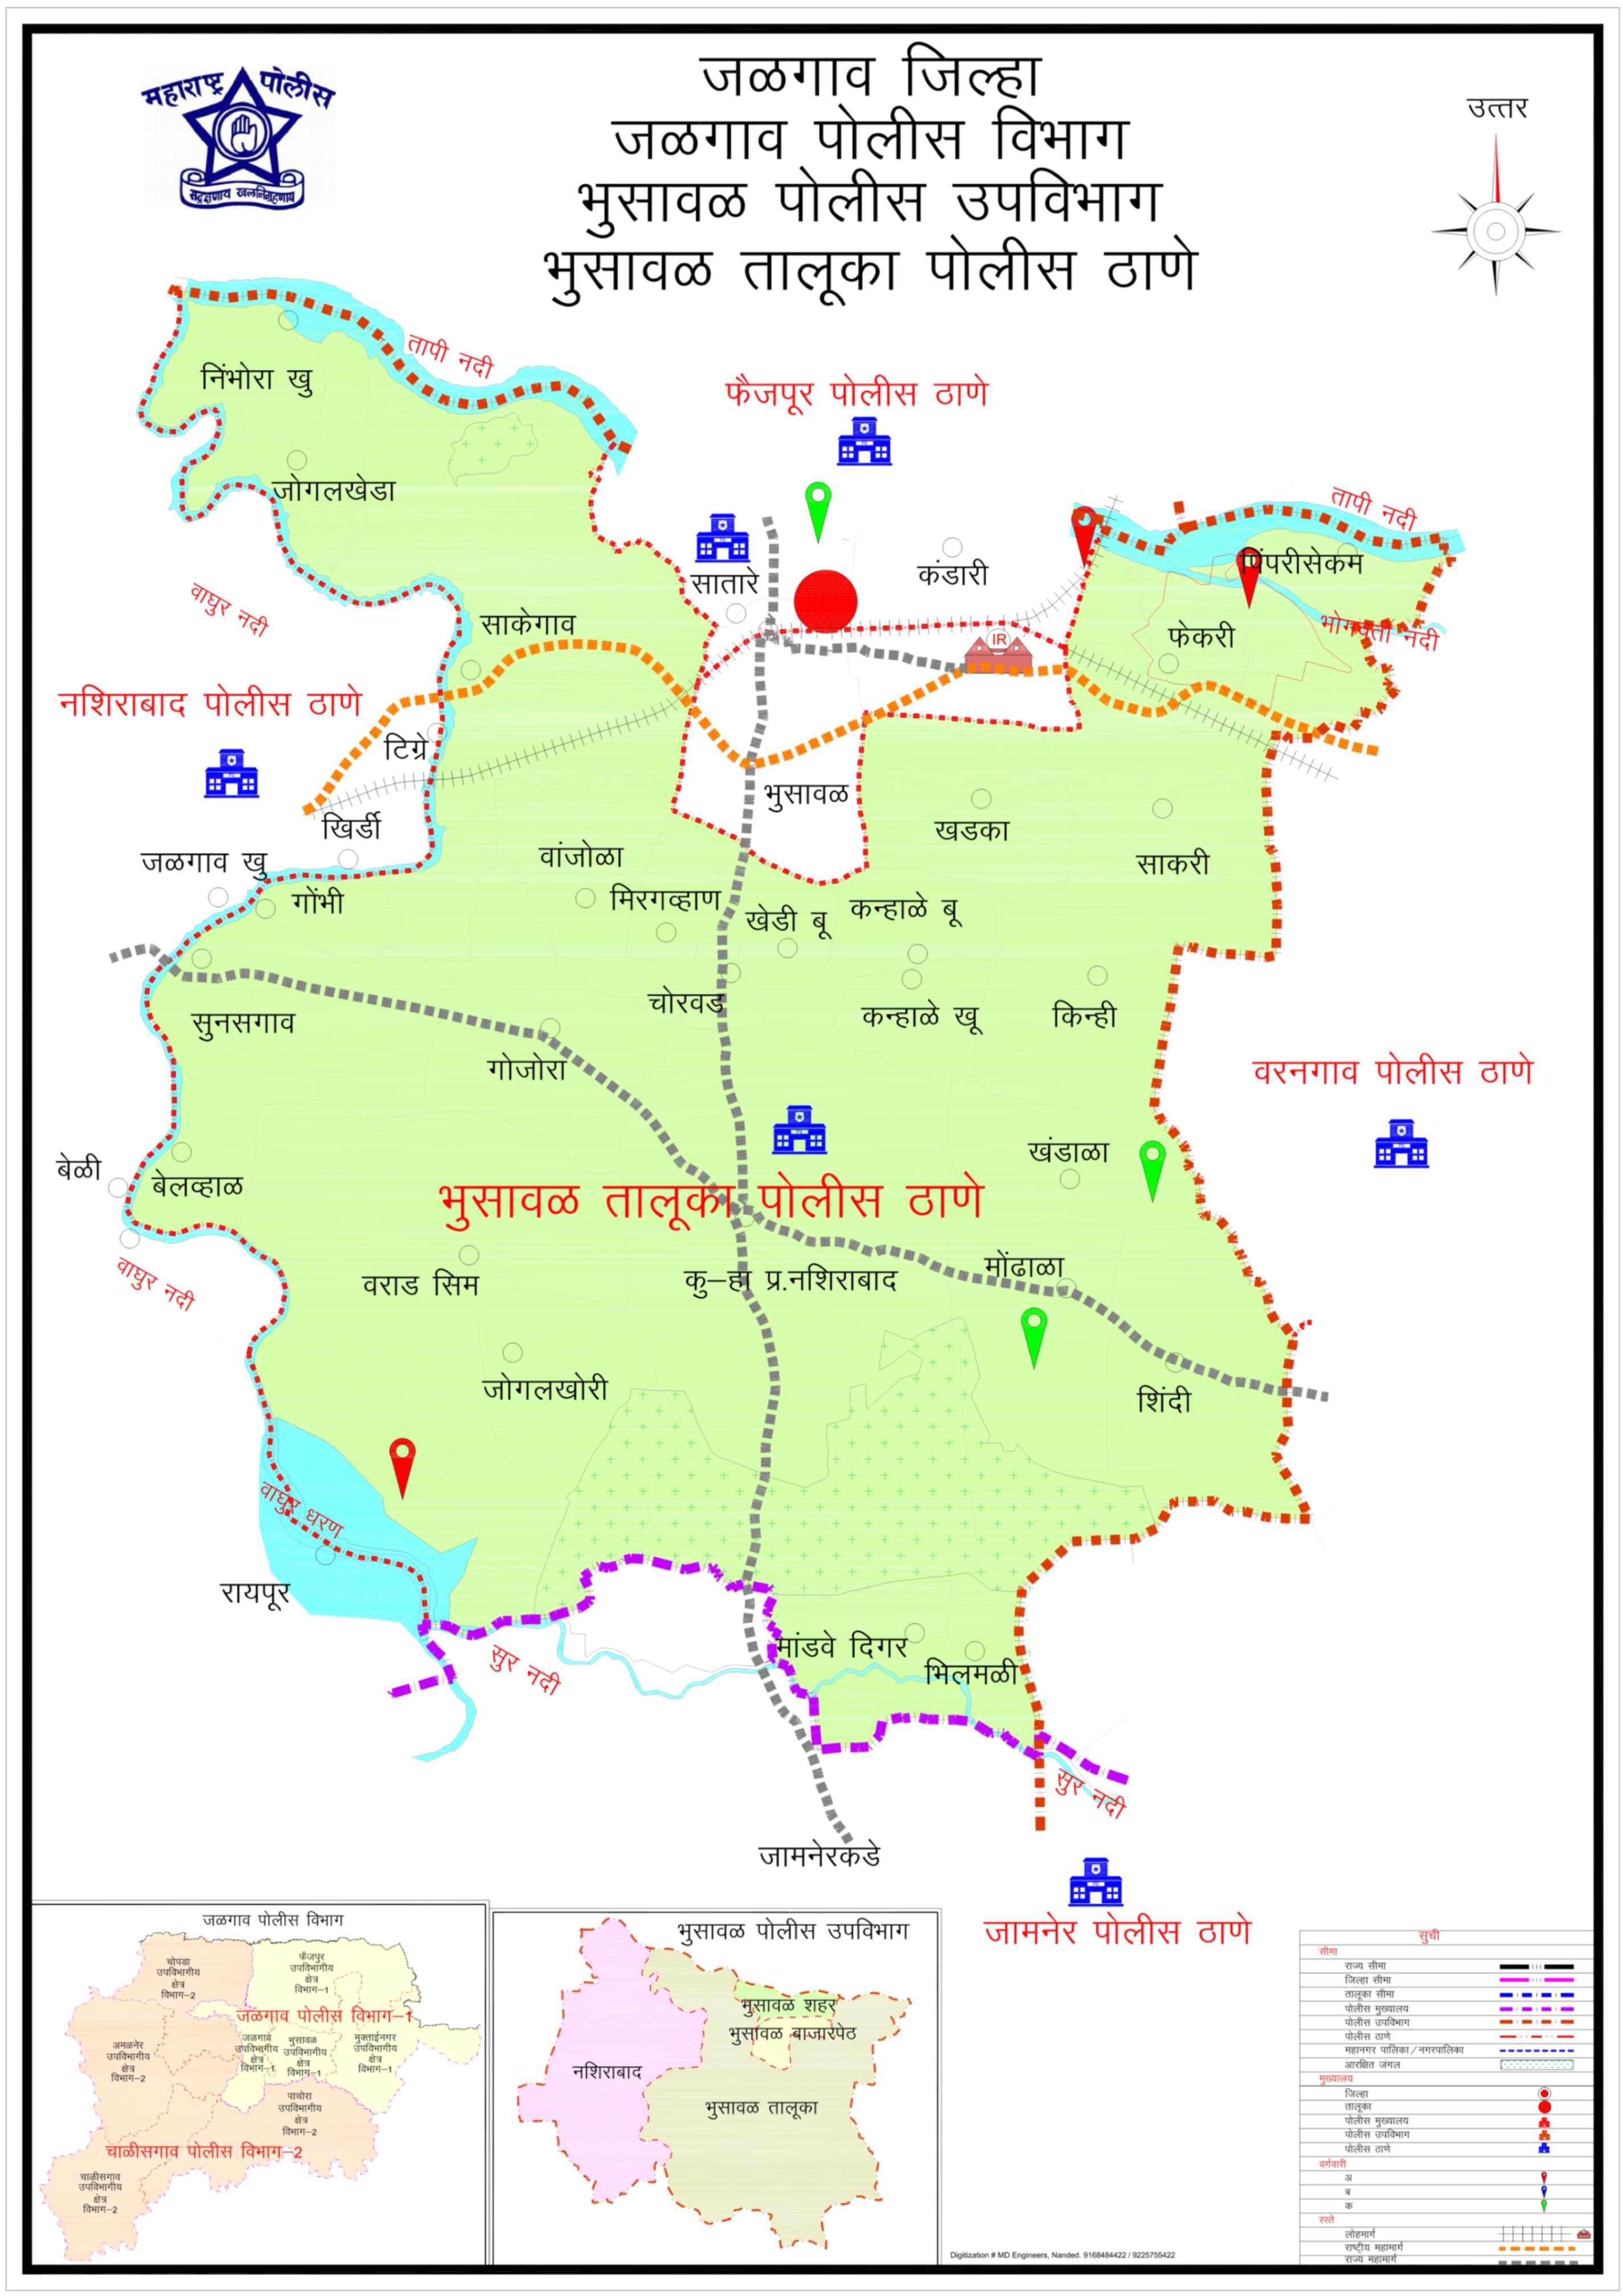 महाराष्ट्र पोलीस
सद्रक्षणाय खलनिग्रहणाय
जळगाव जिल्हा
जळगाव पोलीस विभाग
भुसावळ पोलीस उपविभाग
भुसावळ तालूका पोलीस ठाणे
उत्तर
तापी नदी
निंभोरा खु
फैजपूर पोलीस ठाणे
जोगलखेडा
तापी नदी
सातारे
कंडारी
पिंपरीसेकम
वाघुर नदी
साकेगाव
फेकरी
भोगवती नदी
IR
नशिराबाद पोलीस ठाणे
टिग्रे
भुसावळ
खिर्डी
खडका
जळगाव खु
वांजोळा
साकरी
गोंभी
मिरगव्हाण
खेडी बू
कन्हाळे बू
चोरवड
सुनसगाव
कन्हाळे खू
किन्ही
गोजोरा
वरनगाव पोलीस ठाणे
खंडाळा
बेळी
बेलव्हाळ
भुसावळ तालूका पोलीस ठाणे
वाघुर नदी
वराड सिम
कु–हा प्र.नशिराबाद
मोंढाळा
जोगलखोरी
शिंदी
वाघुर धरण
रायपूर
सुर नदी
मांडवे दिगर
भिलमळी
सुर नदी
जामनेरकडे
जामनेर पोलीस ठाणे
जळगाव पोलीस विभाग
चोपडा
उपविभागीय
क्षेत्र
विभाग–2
फैजपुर
उपविभागीय
क्षेत्र
विभाग–1
जळगाव पोलीस विभाग–1
अमळनेर
उपविभागीय
क्षेत्र
विभाग–2
जळगाव
उपविभागीय
क्षेत्र
विभाग–1
भुसावळ
उपविभागीय
क्षेत्र
विभाग–1
मुक्ताईनगर
उपविभागीय
क्षेत्र
विभाग–1
पाचोरा
उपविभागीय
क्षेत्र
विभाग–2
चाळीसगाव पोलीस विभाग–2
चाळीसगाव
उपविभागीय
क्षेत्र
विभाग–2
भुसावळ पोलीस उपविभाग
भुसावळ शहर
भुसावळ बाजारपेठ
नशिराबाद
भुसावळ तालूका
सुची
सीमा
राज्य सीमा
जिल्हा सीमा
तालूका सीमा
पोलीस मुख्यालय
पोलीस उपविभाग
पोलीस ठाणे
महानगर पालिका/नगरपालिका
आरक्षित जंगल
मुख्यालय
जिल्हा
तालूका
पोलीस मुख्यालय
पोलीस उपविभाग
पोलीस ठाणे
वर्गवारी
अ
ब
क
रस्ते
लोहमार्ग
राष्ट्रीय महामार्ग
राज्य महामार्ग
Digitization # MD Engineers, Nanded. 9168484422 / 9225755422